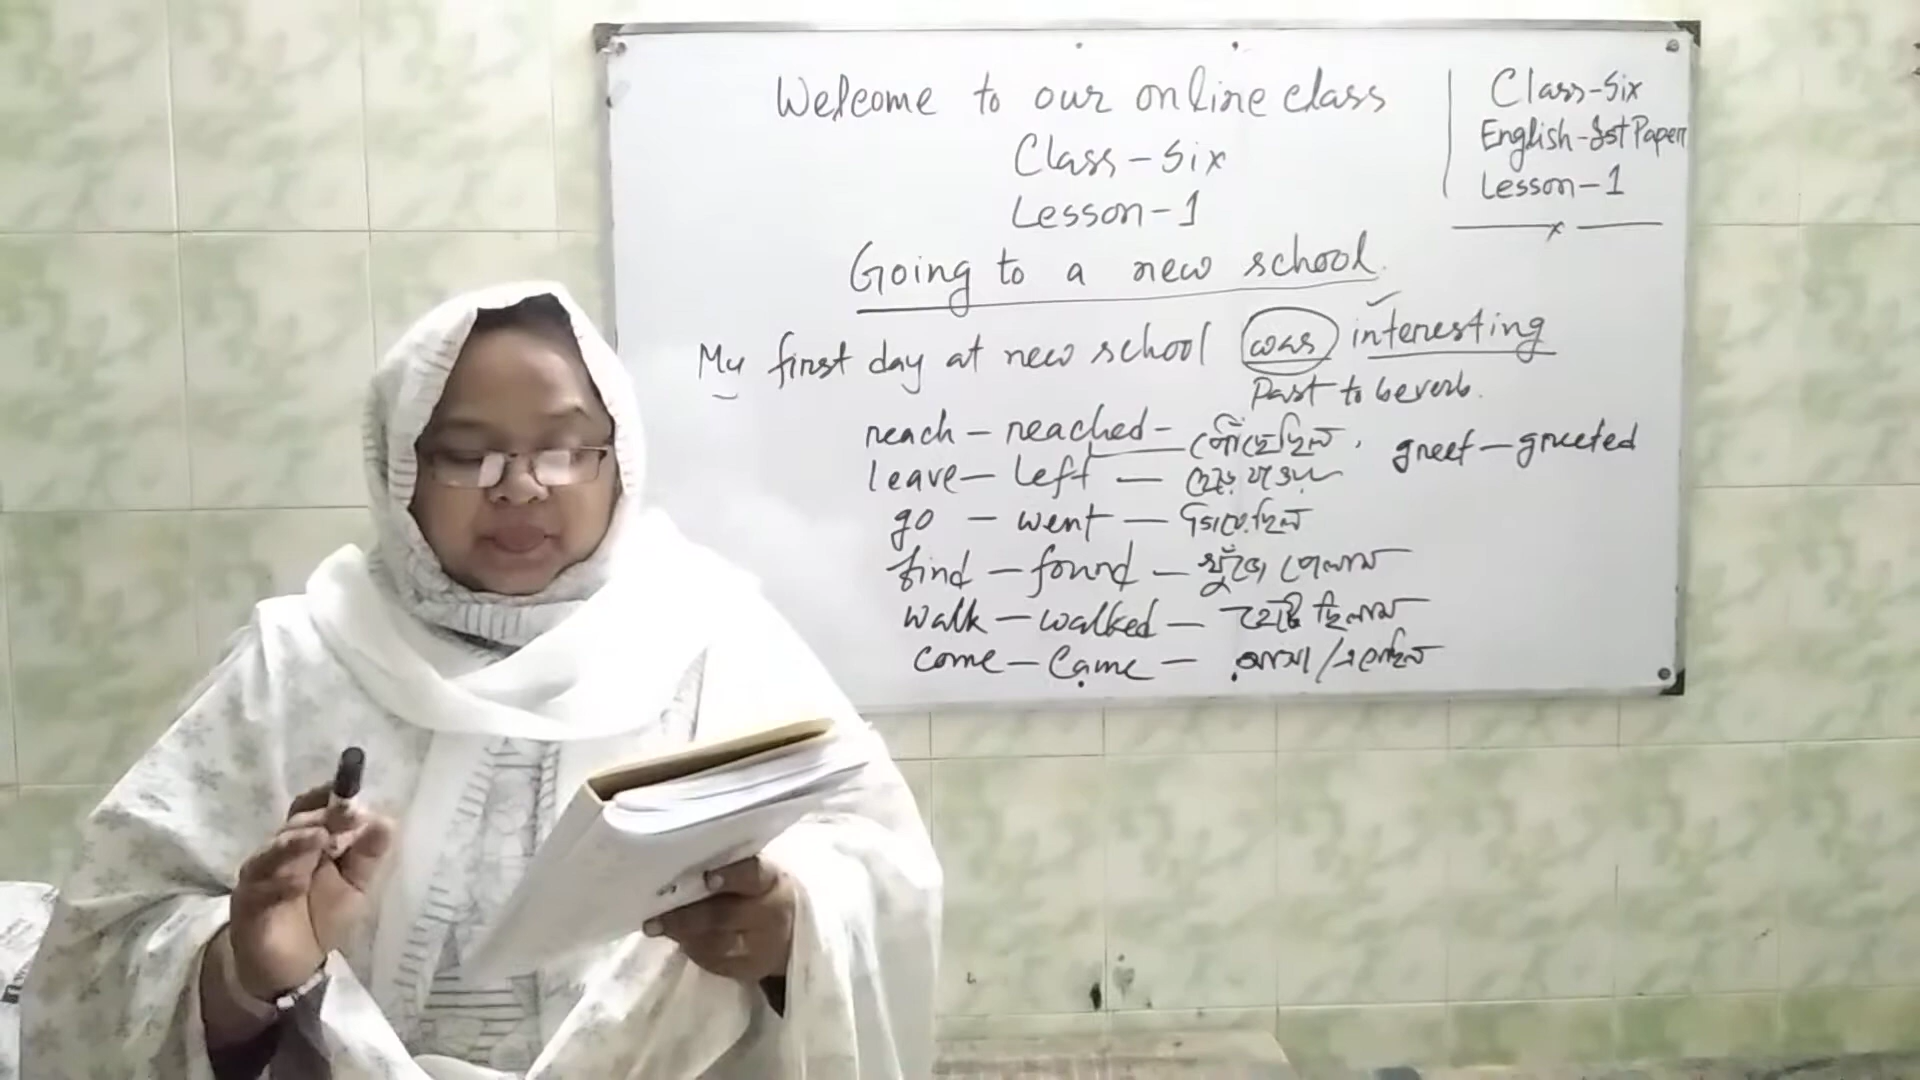 Welcome to our online class
Class-Six
Lesson-1
Going to a new school.
Class-Six
English-1st Paper
Lesson-1
My first day at new school was interesting
Past to be verb.
reach - reached - পৌঁছেছিল, greet - greeted
leave - left - ছেড়ে যাওয়া
go - went - গিয়েছিল
find - found - খুঁজে পেলাম
walk - walked - হেটে ছিলাম
come - came - আসা/এসেছিল